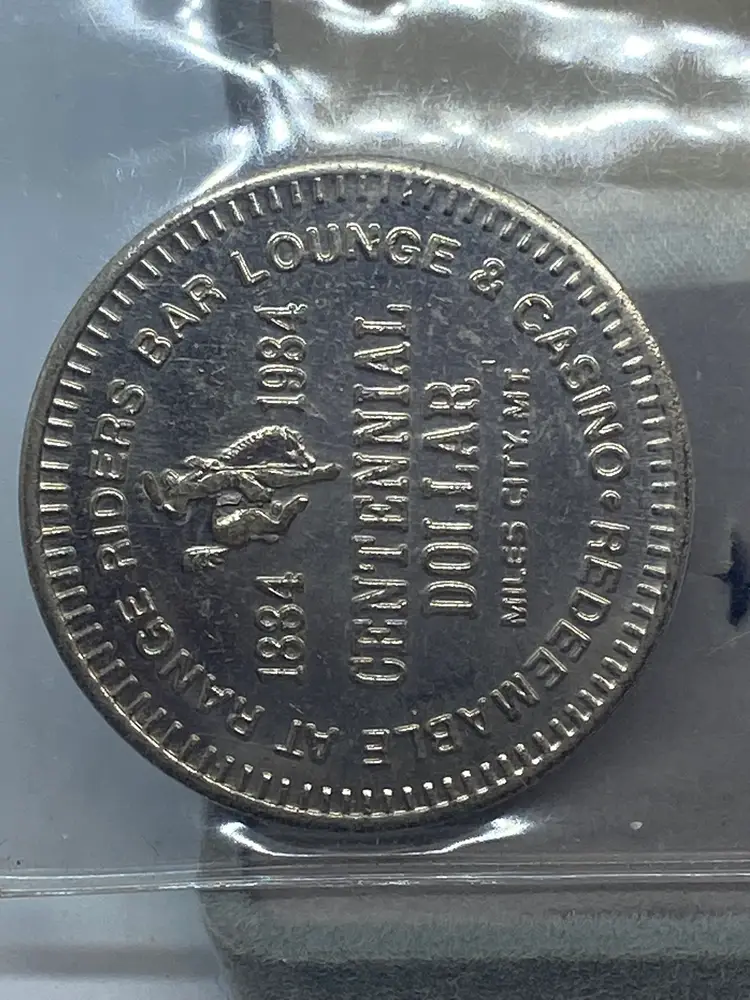 REDEEMABLE AT RANGE RIDERS BAR LOUNGE & CASINO •
1884 1984
CENTENNIAL
DOLLAR
MILES CITY, MT.